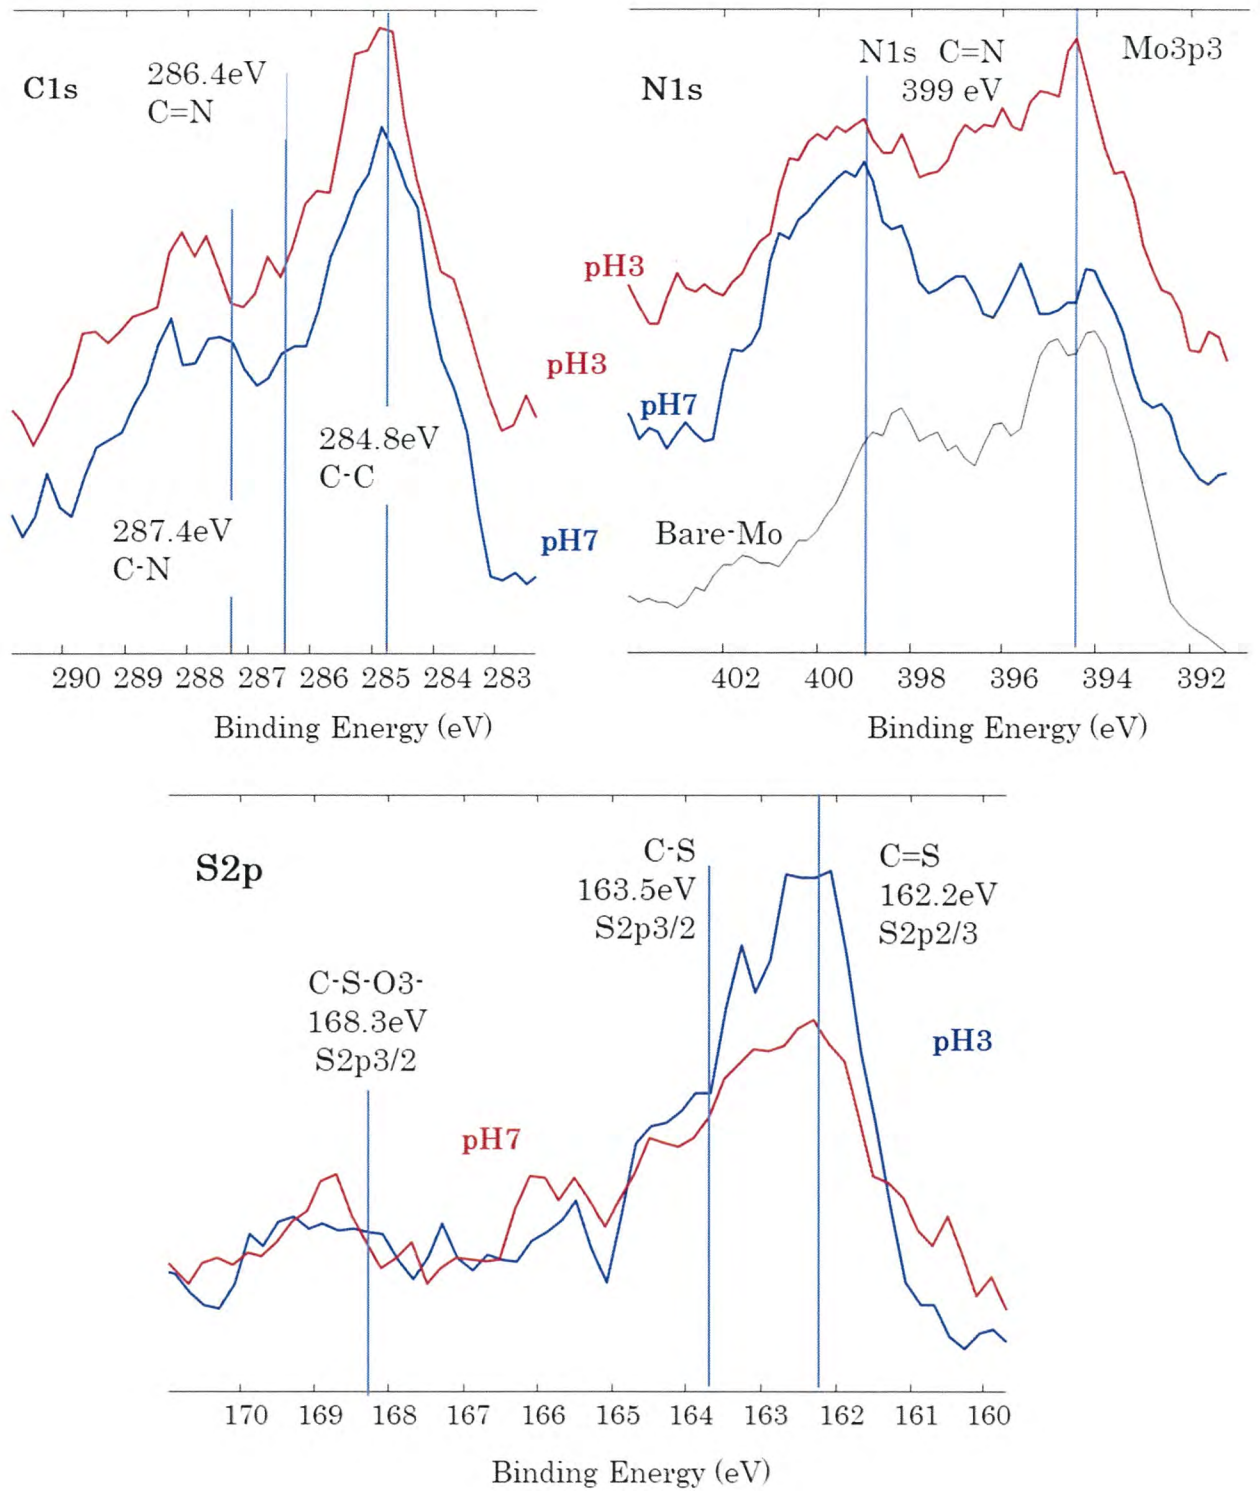 C1s
286.4eV
C=N
pH3
284.8eV
C-C
287.4eV
C-N
pH7
290 289 288 287 286 285 284 283
Binding Energy (eV)
N1s
N1s C=N
399 eV
Mo3p3
pH3
pH7
Bare-Mo
402 400 398 396 394 392
Binding Energy (eV)
S2p
C-S
163.5eV
S2p3/2
C=S
162.2eV
S2p2/3
C-S-O3-
168.3eV
S2p3/2
pH3
pH7
170 169 168 167 166 165 164 163 162 161 160
Binding Energy (eV)